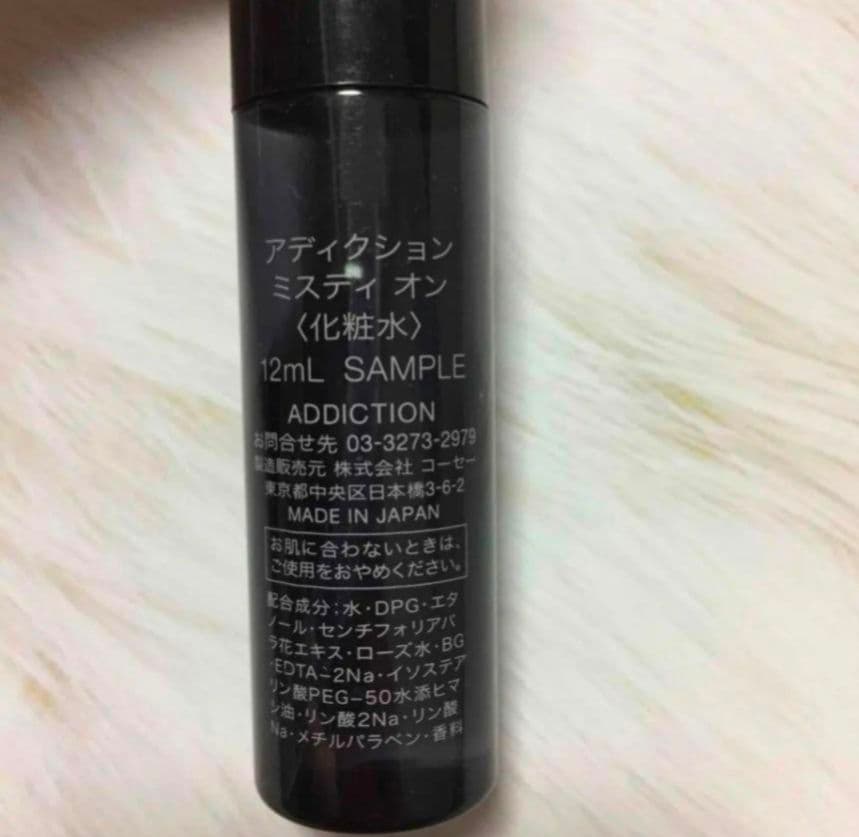 アディクション
ミスティ オン
〈化粧水〉
12mL SAMPLE
ADDICTION
お問合せ先 03-3273-2979
製造販売元 株式会社 コーセー
東京都中央区日本橋3-6-2
MADE IN JAPAN
お肌に合わないときは、
ご使用をおやめください。
配合成分：水・DPG・エタ
ノール・センチフォリアバ
ラ花エキス・ローズ水・BG
・EDTA-2Na・イソステア
リン酸PEG-50水添ヒマ
シ油・リン酸2Na・リン酸
Na・メチルパラベン・香料